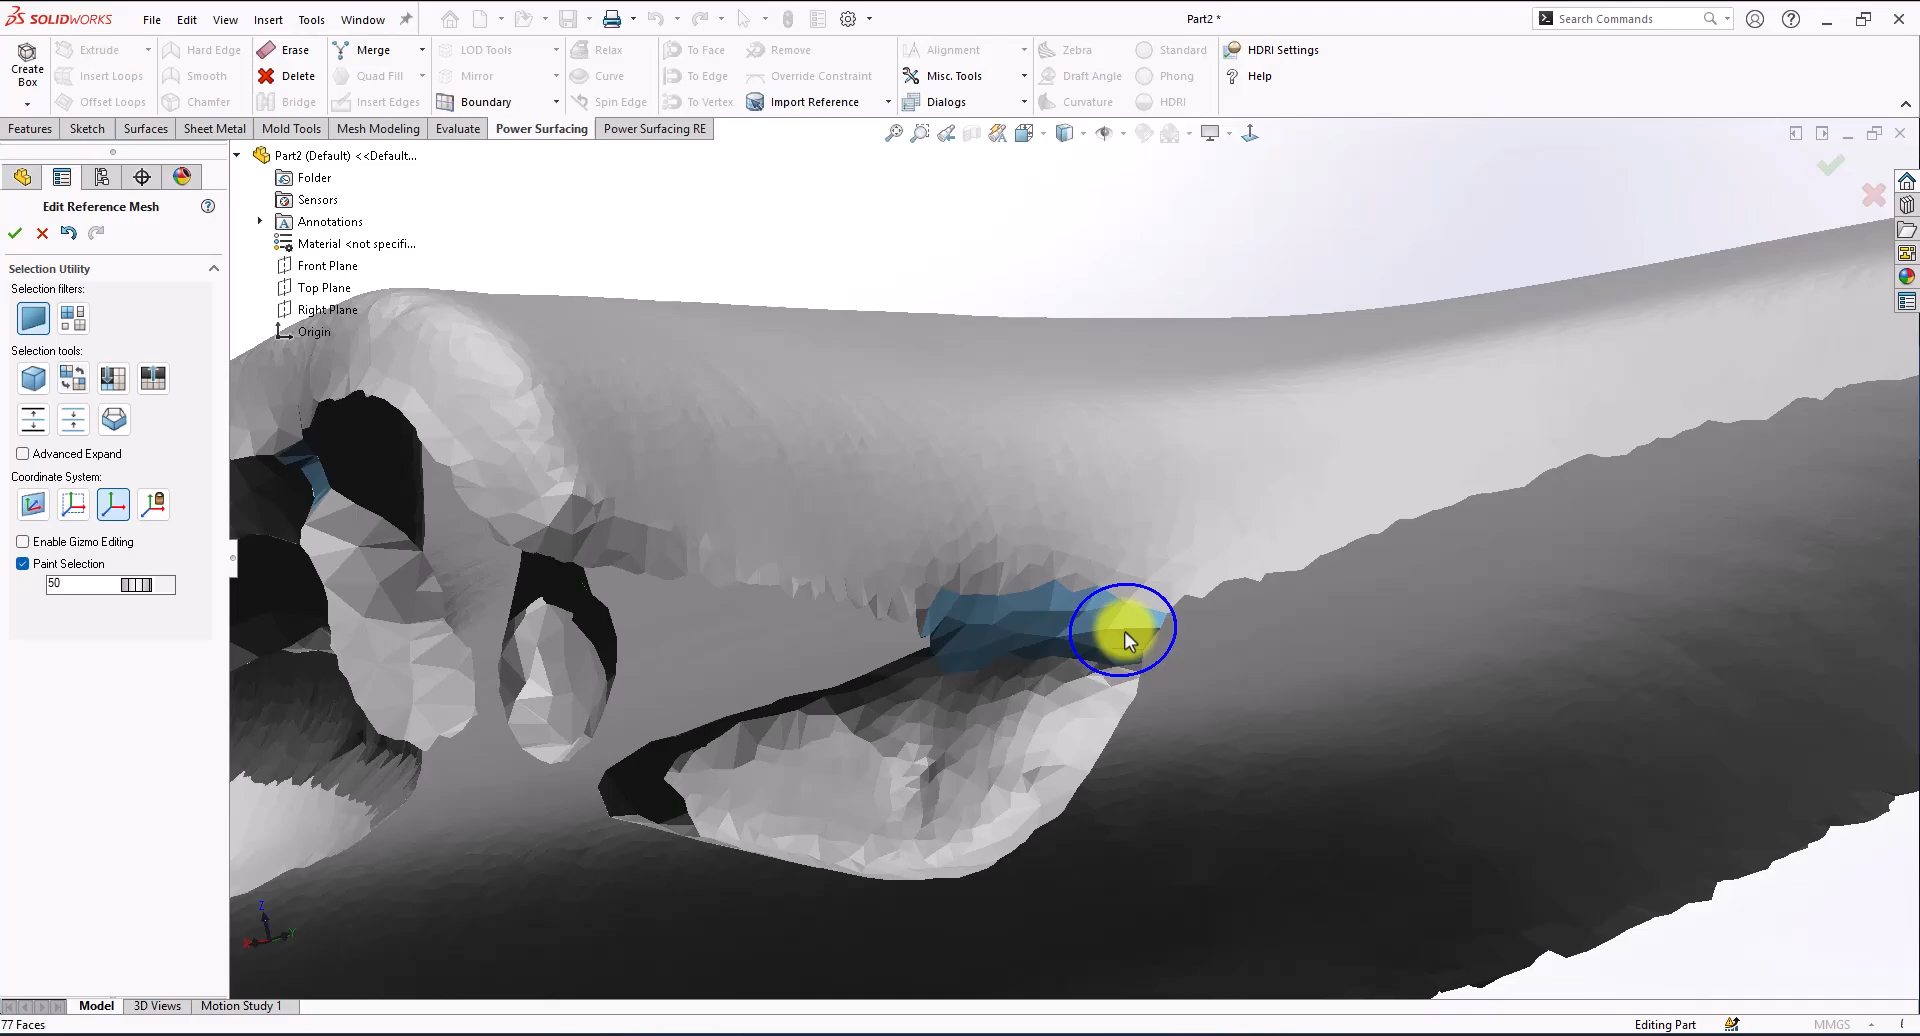 SOLIDWORKS File Edit View Insert Tools Window Part2 * Search Commands
Create Box
Extrude Hard Edge Erase Merge LOD Tools Relax To Face Remove Alignment Zebra Standard HDRI Settings
Insert Loops Smooth Delete Quad Fill Mirror Curve To Edge Override Constraint Misc. Tools Draft Angle Phong Help
Offset Loops Chamfer Bridge Insert Edges Boundary Spin Edge To Vertex Import Reference Dialogs Curvature HDRI
Features Sketch Surfaces Sheet Metal Mold Tools Mesh Modeling Evaluate Power Surfacing Power Surfacing RE
Part2 (Default) <<Default...
Folder
Sensors
Annotations
Material <not specifi...
Front Plane
Top Plane
Right Plane
Origin
Edit Reference Mesh
Selection Utility
Selection filters:
Selection tools:
Advanced Expand
Coordinate System:
Enable Gizmo Editing
Paint Selection
50
Z
X
Y
Model 3D Views Motion Study 1
77 Faces Editing Part MMGS